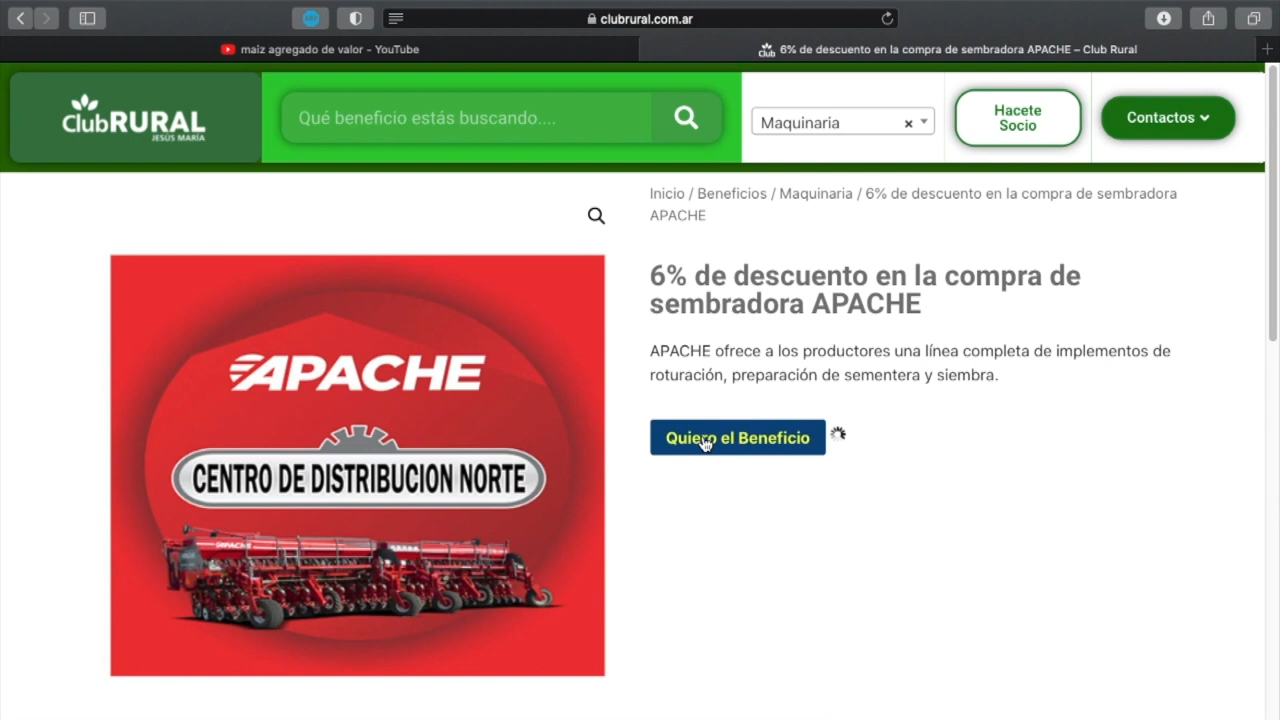 clubrural.com.ar
maiz agregado de valor - YouTube
6% de descuento en la compra de sembradora APACHE – Club Rural
ClubRURAL
JESÚS MARÍA
Qué beneficio estás buscando....
Maquinaria
×
Hacete
Socio
Contactos
Inicio / Beneficios / Maquinaria / 6% de descuento en la compra de sembradora
APACHE
6% de descuento en la compra de
sembradora APACHE
APACHE ofrece a los productores una línea completa de implementos de
roturación, preparación de sementera y siembra.
Quiero el Beneficio
APACHE
CENTRO DE DISTRIBUCION NORTE
APACHE